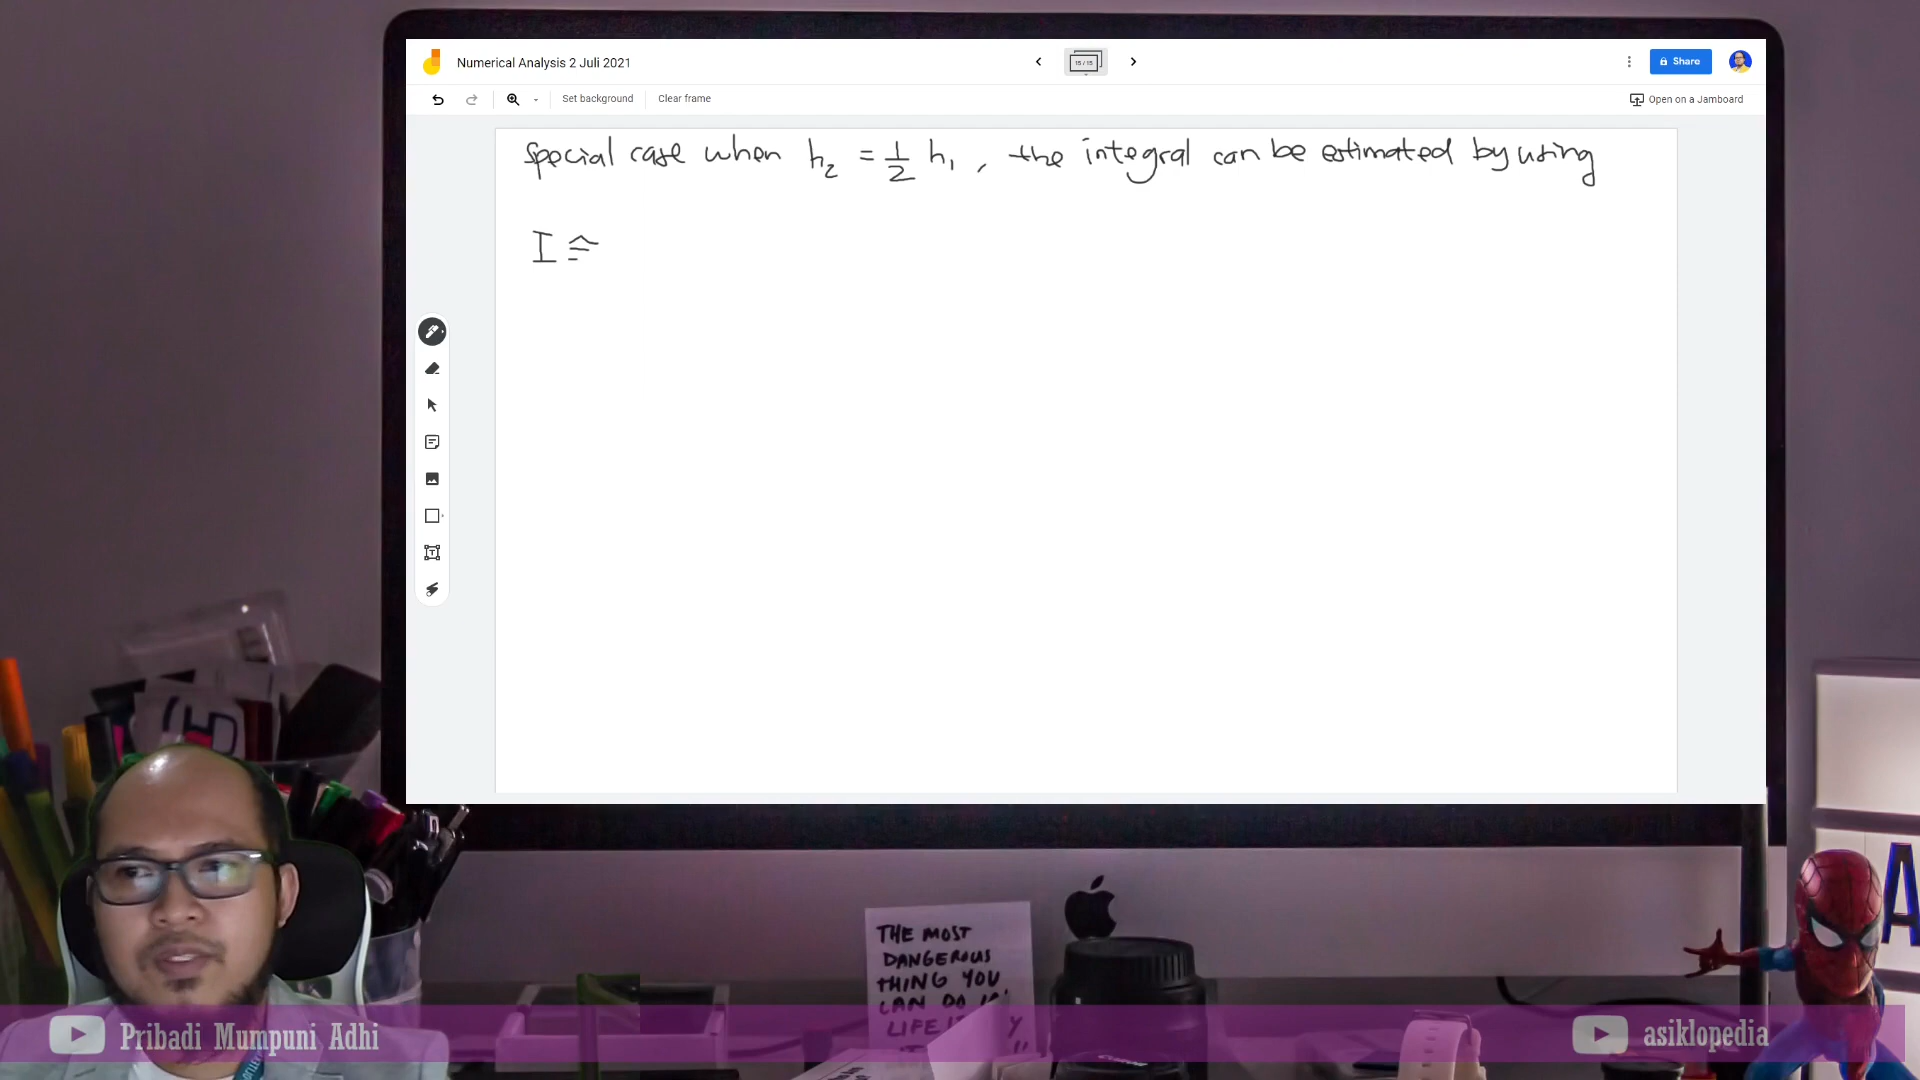 Numerical Analysis 2 Juli 2021
15 / 15
Share
Set background
Clear frame
Open on a Jamboard
special case when h₂ = 1/2 h₁, the integral can be estimated by using
I ≅
THE MOST
DANGEROUS
THING YOU
CAN DO
LIFE
Y
A
Pribadi Mumpuni Adhi
asiklopedia